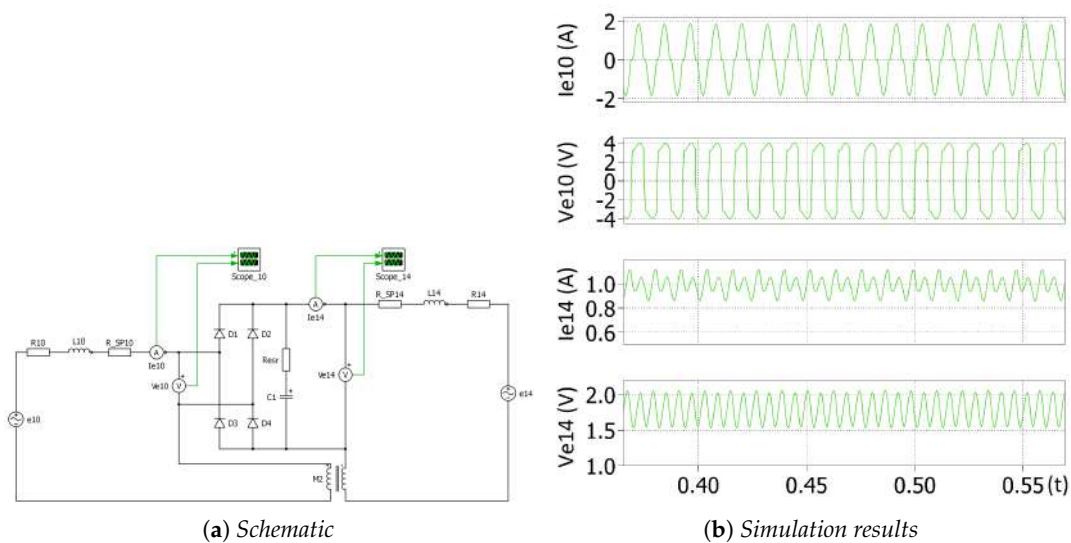 Scope_10
Scope_14
R_SP14
L14
R14
Ie14
R10
L10
R_SP10
Ie10
D1
D2
Resr
Ve10
Ve14
C1
e14
e10
D3
D4
M2
(a) Schematic
Ie10 (A)
2
0
-2
Ve10 (V)
4
2
0
-2
-4
Ie14 (A)
1.0
0.8
0.6
Ve14 (V)
2.0
1.5
1.0
0.40 0.45 0.50 0.55 (t)
(b) Simulation results